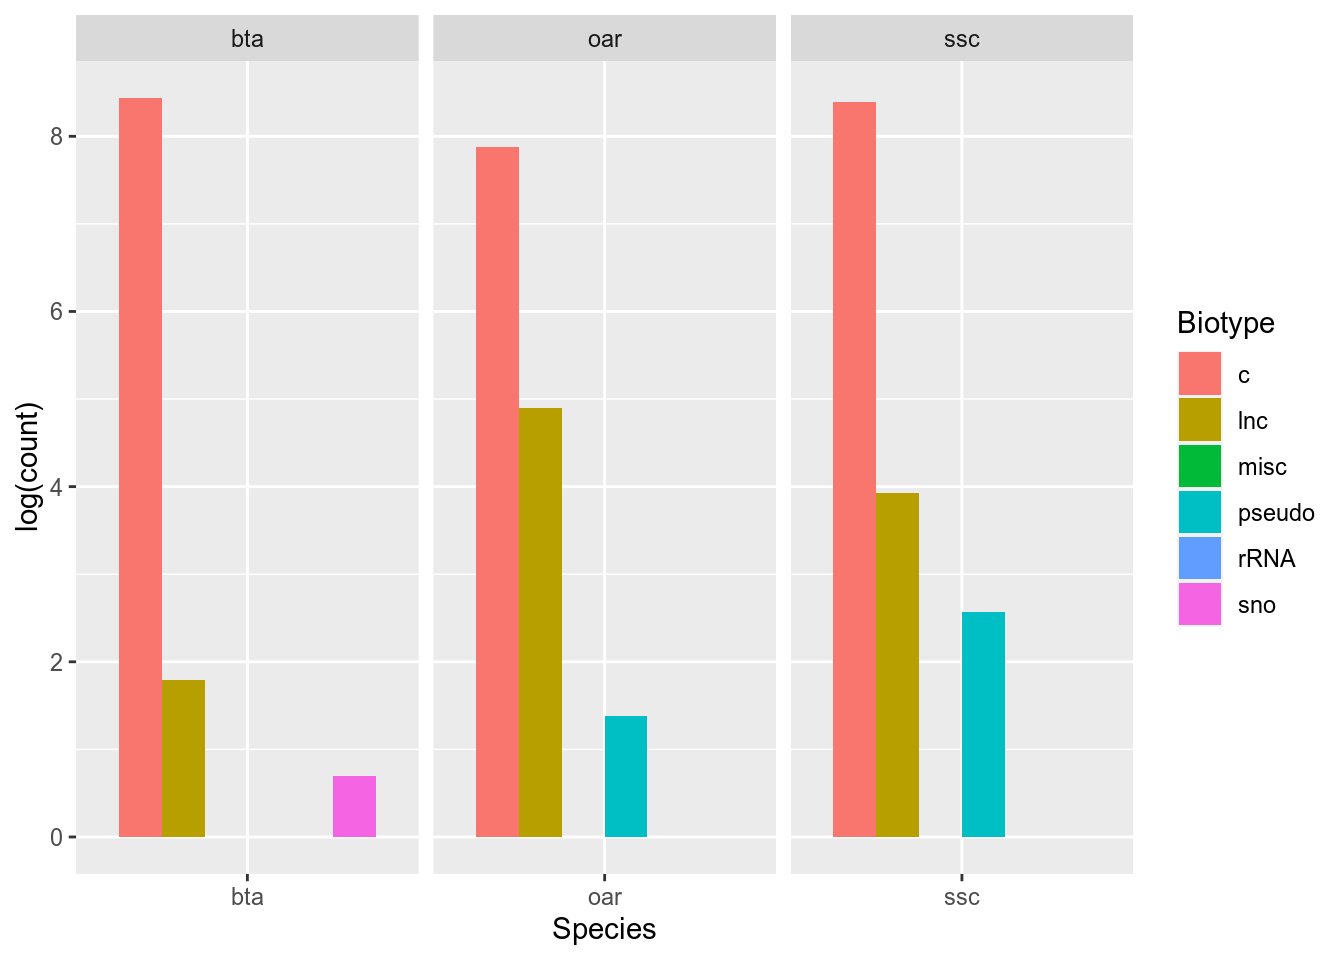 bta
oar
ssc
8
6
4
2
0
log(count)
bta
oar
ssc
Species
Biotype
c
lnc
misc
pseudo
rRNA
sno